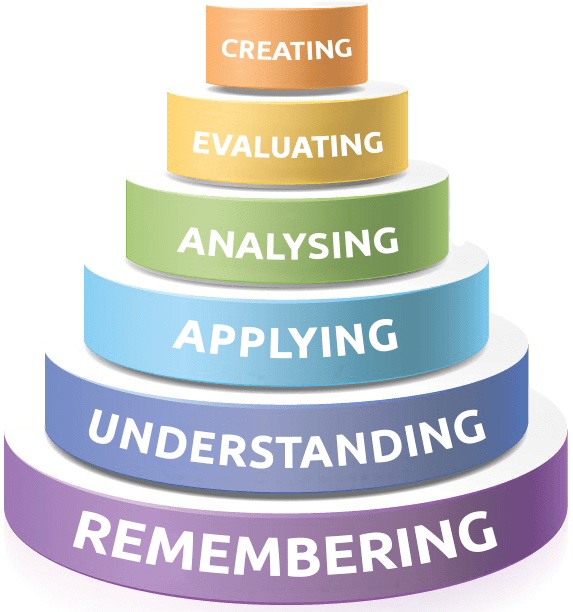 CREATING
EVALUATING
ANALYSING
APPLYING
UNDERSTANDING
REMEMBERING